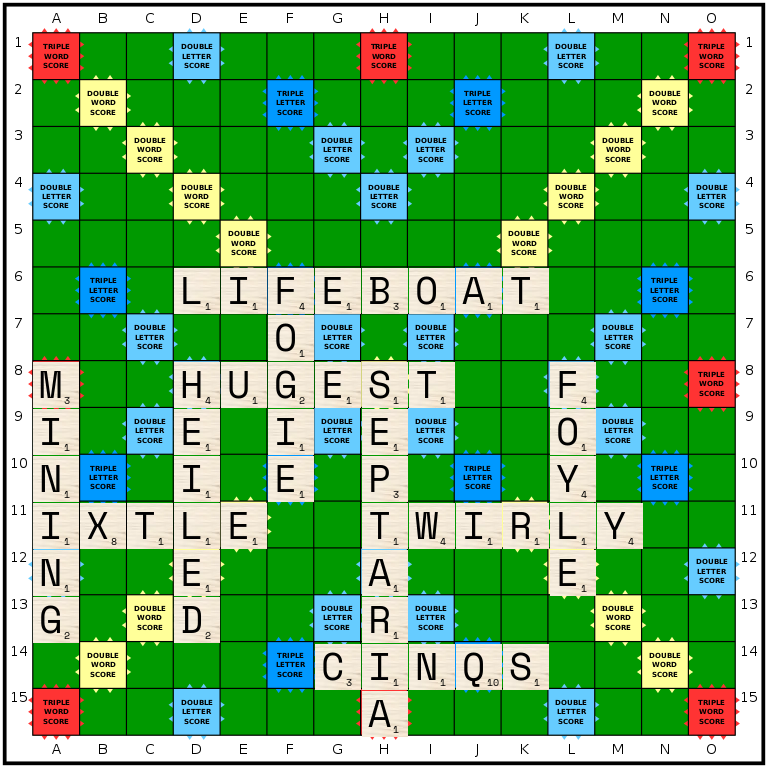 A B C D E F G H I J K L M N O
1 TRIPLE WORD SCORE DOUBLE LETTER SCORE TRIPLE WORD SCORE DOUBLE LETTER SCORE TRIPLE WORD SCORE 1
2 DOUBLE WORD SCORE TRIPLE LETTER SCORE TRIPLE LETTER SCORE DOUBLE WORD SCORE 2
3 DOUBLE WORD SCORE DOUBLE LETTER SCORE DOUBLE LETTER SCORE DOUBLE WORD SCORE 3
4 DOUBLE LETTER SCORE DOUBLE WORD SCORE DOUBLE LETTER SCORE DOUBLE WORD SCORE DOUBLE LETTER SCORE 4
5 DOUBLE WORD SCORE DOUBLE WORD SCORE 5
6 TRIPLE LETTER SCORE L1 I1 F4 E1 B3 O1 A1 T1 TRIPLE LETTER SCORE 6
7 DOUBLE LETTER SCORE O1 DOUBLE LETTER SCORE DOUBLE LETTER SCORE DOUBLE LETTER SCORE 7
8 M3 H4 U1 G2 E1 S1 T1 F4 TRIPLE WORD SCORE 8
9 I1 DOUBLE LETTER SCORE E1 I1 DOUBLE LETTER SCORE E1 DOUBLE LETTER SCORE O1 DOUBLE LETTER SCORE 9
10 N1 TRIPLE LETTER SCORE I1 E1 P3 TRIPLE LETTER SCORE Y4 TRIPLE LETTER SCORE 10
11 I1 X8 T1 L1 E1 T1 W4 I1 R1 L1 Y4 11
12 N1 E1 A1 E1 DOUBLE LETTER SCORE 12
13 G2 DOUBLE WORD SCORE D2 DOUBLE LETTER SCORE R1 DOUBLE LETTER SCORE DOUBLE WORD SCORE 13
14 DOUBLE WORD SCORE TRIPLE LETTER SCORE C3 I1 N1 Q10 S1 DOUBLE WORD SCORE 14
15 TRIPLE WORD SCORE DOUBLE LETTER SCORE A1 DOUBLE LETTER SCORE TRIPLE WORD SCORE 15
A B C D E F G H I J K L M N O